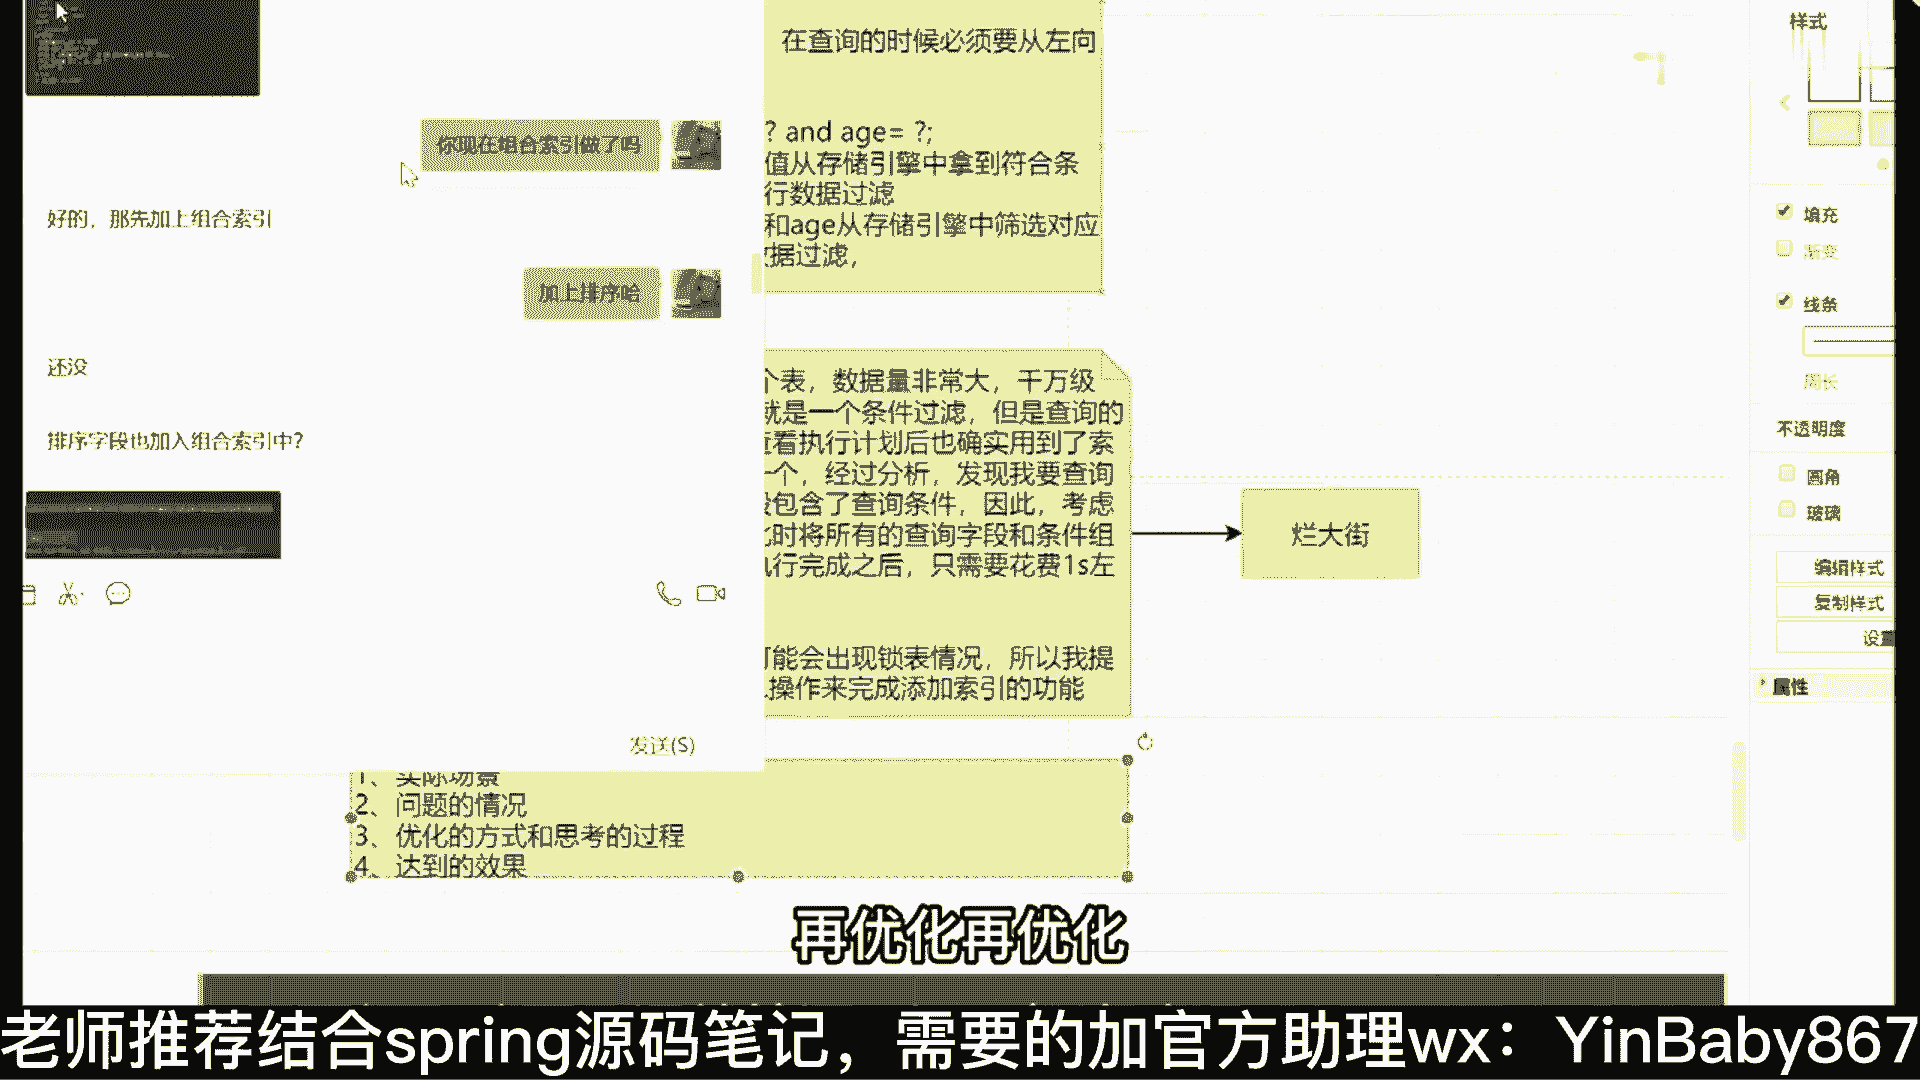 你现在组合索引做了吗
好的，那先加上组合索引
加上排序哈
还没
排序字段也加入组合索引中?
发送(S)
在查询的时候必须要从左向
? and age= ?;
值从存储引擎中拿到符合条
行数据过滤
和age从存储引擎中筛选对应
据过滤，
个表，数据量非常大，千万级
就是一个条件过滤，但是查询的
查看执行计划后也确实用到了索
一个，经过分析，发现我要查询
段包含了查询条件，因此，考虑
此时将所有的查询字段和条件组
执行完成之后，只需要花费1s左
可能会出现锁表情况，所以我提
操作来完成添加索引的功能
烂大街
1、实际场景
2、问题的情况
3、优化的方式和思考的过程
4、达到的效果
样式
填充
渐变
线条
周长
不透明度
圆角
玻璃
编辑样式
复制样式
设置
属性
再优化再优化
老师推荐结合spring源码笔记，需要的加官方助理wx：YinBaby867